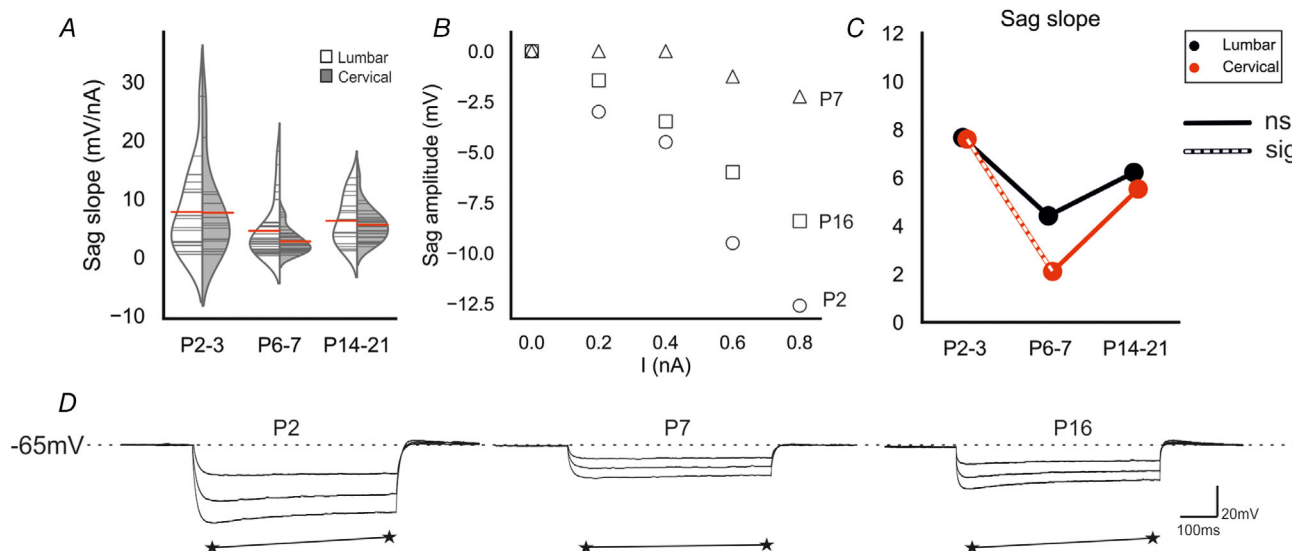 A
Sag slope (mV/nA)
30
20
10
0
−10
Lumbar
Cervical
P2-3
P6-7
P14-21
B
Sag amplitude (mV)
0.0
−2.5
−5.0
−7.5
−10.0
−12.5
P7
P16
P2
0.0
0.2
0.4
0.6
0.8
I (nA)
C
Sag slope
12
10
8
6
4
2
0
P2-3
P6-7
P14-21
Lumbar
Cervical
ns
sig
D
-65mV
P2
P7
P16
20mV
100ms